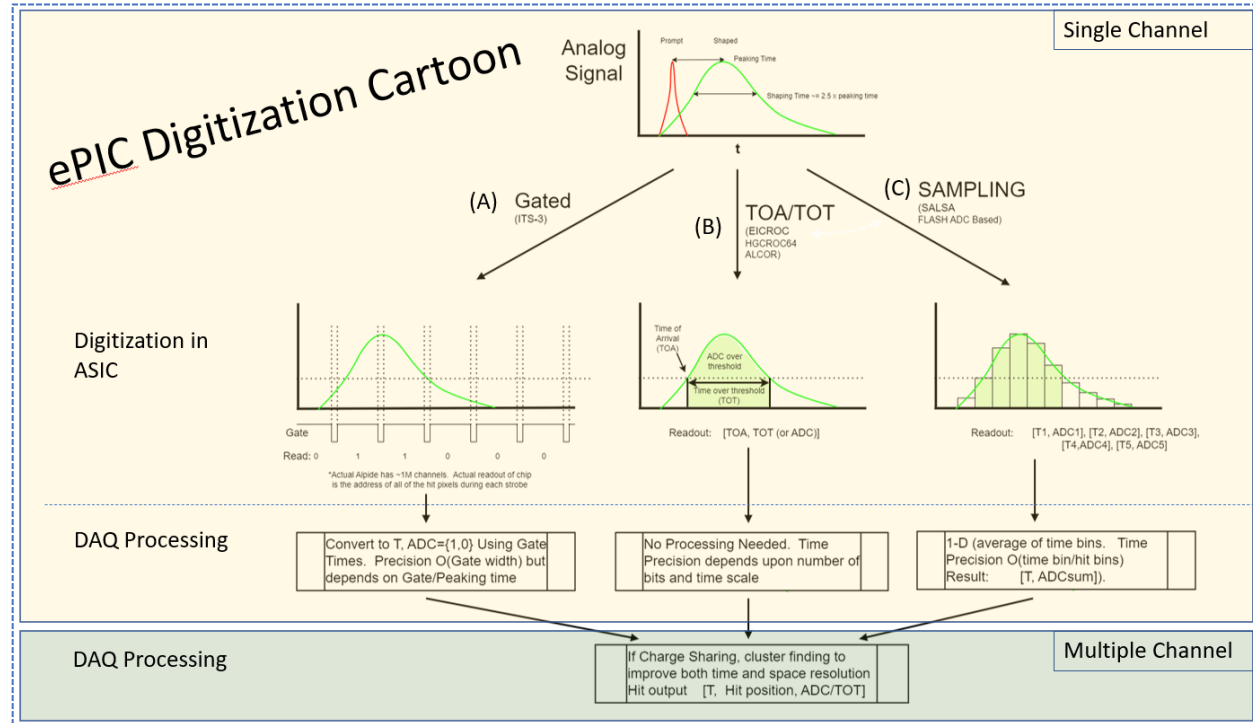 Single Channel
ePIC Digitization Cartoon
Analog
Signal
Prompt
Shaped
Peaking Time
Shaping Time ~= 2.5 x peaking time
t
(A) Gated
(ITS-3)
(B) TOA/TOT
(EICROC
HGCROC64
ALCOR)
(C) SAMPLING
(SALSA
FLASH ADC Based)
Digitization in
ASIC
Gate
Read: 0 1 1 0 0 0
*Actual Alpide has ~1M channels. Actual readout of chip
is the address of all of the hit pixels during each strobe
Time of
Arrival
(TOA)
ADC over
threshold
Time over threshold
(TOT)
Readout: [TOA, TOT (or ADC)]
Readout: [T1, ADC1], [T2, ADC2], [T3, ADC3],
[T4,ADC4], [T5, ADC5]
DAQ Processing
Convert to T, ADC={1,0} Using Gate
Times. Precision O(Gate width) but
depends on Gate/Peaking time
No Processing Needed. Time
Precision depends upon number of
bits and time scale
1-D (average of time bins. Time
Precision O(time bin/hit bins)
Result: [T, ADCsum]).
DAQ Processing
Multiple Channel
If Charge Sharing, cluster finding to
improve both time and space resolution
Hit output [T, Hit position, ADC/TOT]